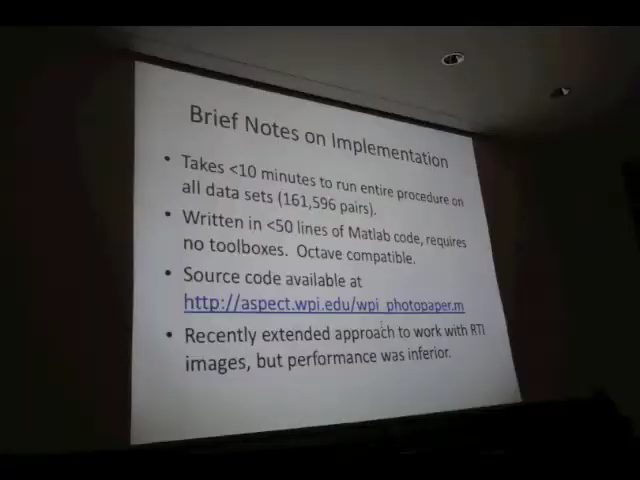 Brief Notes on Implementation
• Takes <10 minutes to run entire procedure on
all data sets (161,596 pairs).
• Written in <50 lines of Matlab code, requires
no toolboxes. Octave compatible.
• Source code available at
http://aspect.wpi.edu/wpi_photopaper.m
• Recently extended approach to work with RTI
images, but performance was inferior.